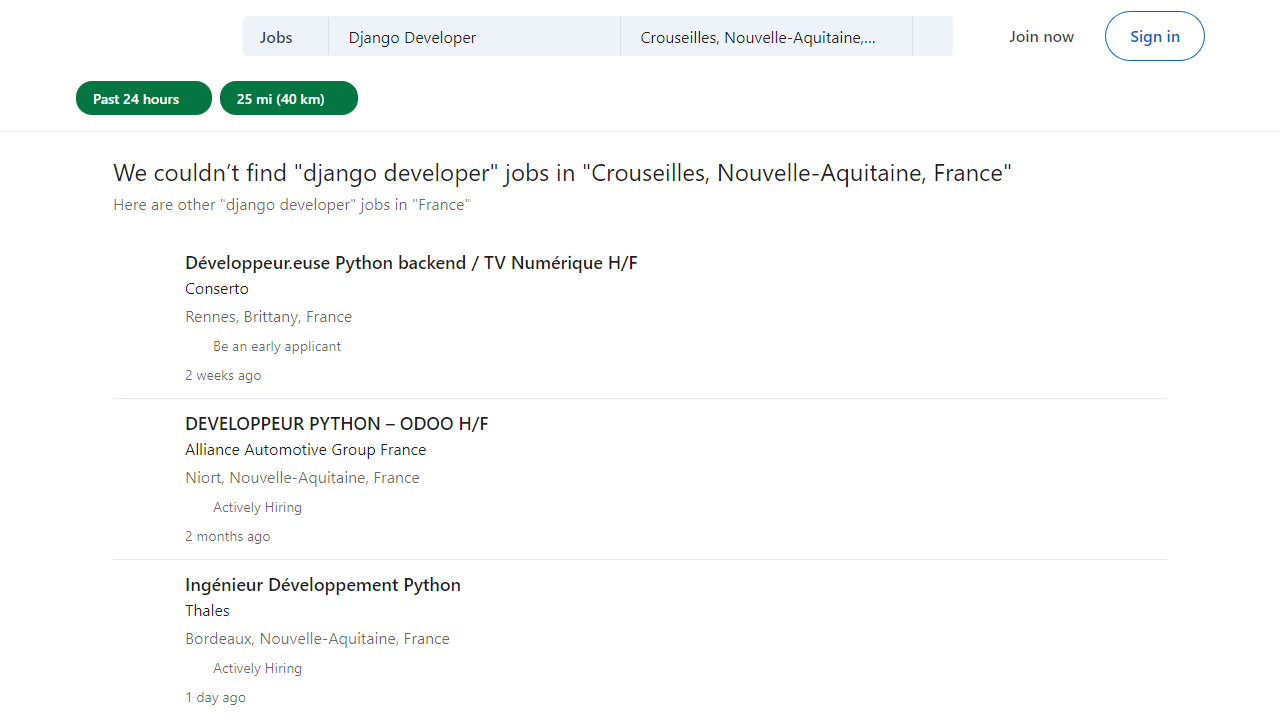 Jobs
Django Developer
Crouseilles, Nouvelle-Aquitaine,...
Join now
Sign in
Past 24 hours
25 mi (40 km)
We couldn’t find "django developer" jobs in "Crouseilles, Nouvelle-Aquitaine, France"
Here are other "django developer" jobs in "France"
Développeur.euse Python backend / TV Numérique H/F
Conserto
Rennes, Brittany, France
Be an early applicant
2 weeks ago
DEVELOPPEUR PYTHON – ODOO H/F
Alliance Automotive Group France
Niort, Nouvelle-Aquitaine, France
Actively Hiring
2 months ago
Ingénieur Développement Python
Thales
Bordeaux, Nouvelle-Aquitaine, France
Actively Hiring
1 day ago